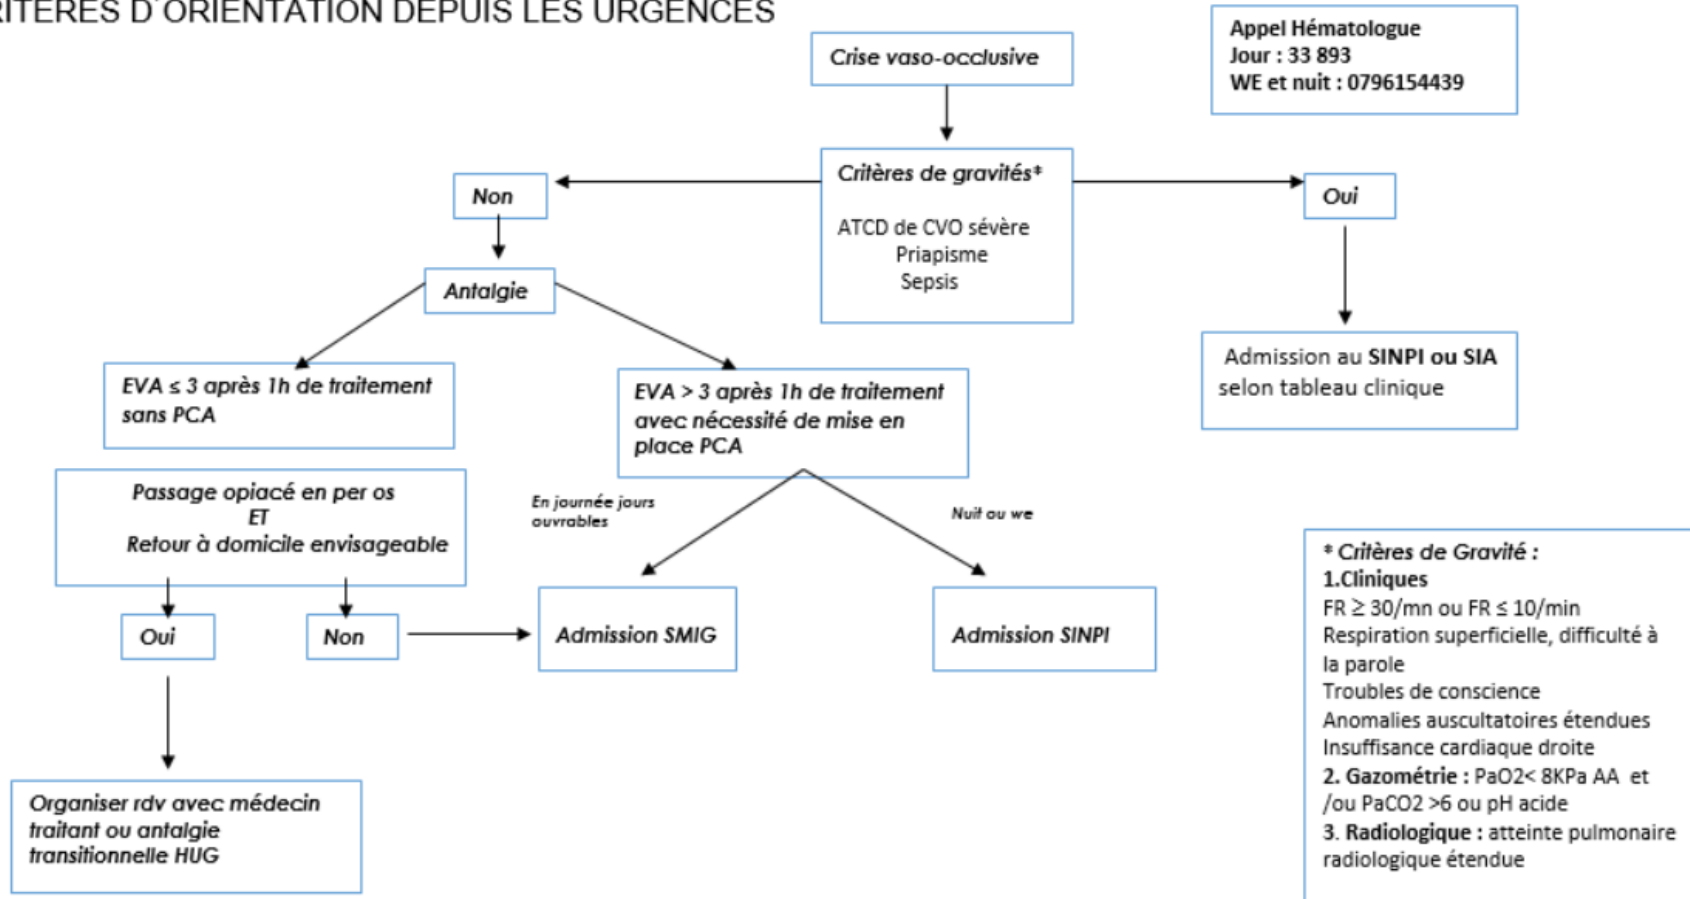 RITERES D'ORIENTATION DEPUIS LES URGENCES
Appel Hématologue
Jour : 33 893
WE et nuit : 0796154439
Crise vaso-occlusive
Critères de gravités*
ATCD de CVO sévère
Priapisme
Sepsis
Non
Oui
Antalgie
Admission au SINPI ou SIA
selon tableau clinique
EVA ≤ 3 après 1h de traitement
sans PCA
EVA > 3 après 1h de traitement
avec nécessité de mise en
place PCA
Passage opiacé en per os
ET
Retour à domicile envisageable
En journée jours
ouvrables
Nuit ou we
Oui
Non
Admission SMIG
Admission SINPI
Organiser rdv avec médecin
traitant ou antalgie
transitionnelle HUG
* Critères de Gravité :
1.Cliniques
FR ≥ 30/mn ou FR ≤ 10/min
Respiration superficielle, difficulté à
la parole
Troubles de conscience
Anomalies auscultatoires étendues
Insuffisance cardiaque droite
2. Gazométrie : PaO2< 8KPa AA et
/ou PaCO2 >6 ou pH acide
3. Radiologique : atteinte pulmonaire
radiologique étendue